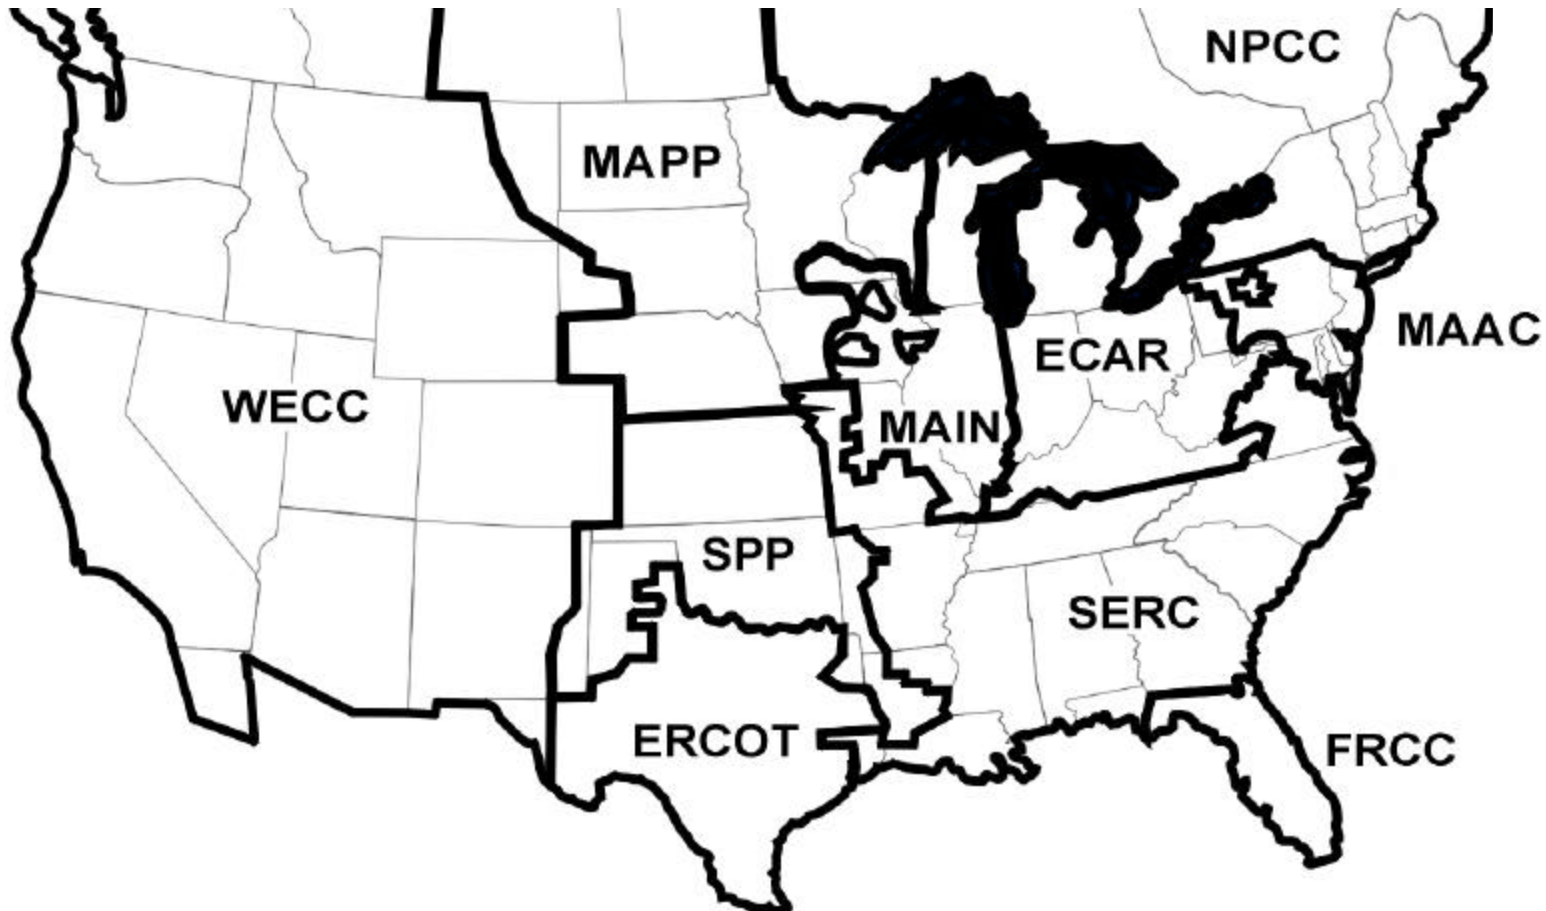 NPCC
MAPP
MAAC
ECAR
WECC
MAIN
SPP
SERC
ERCOT
FRCC